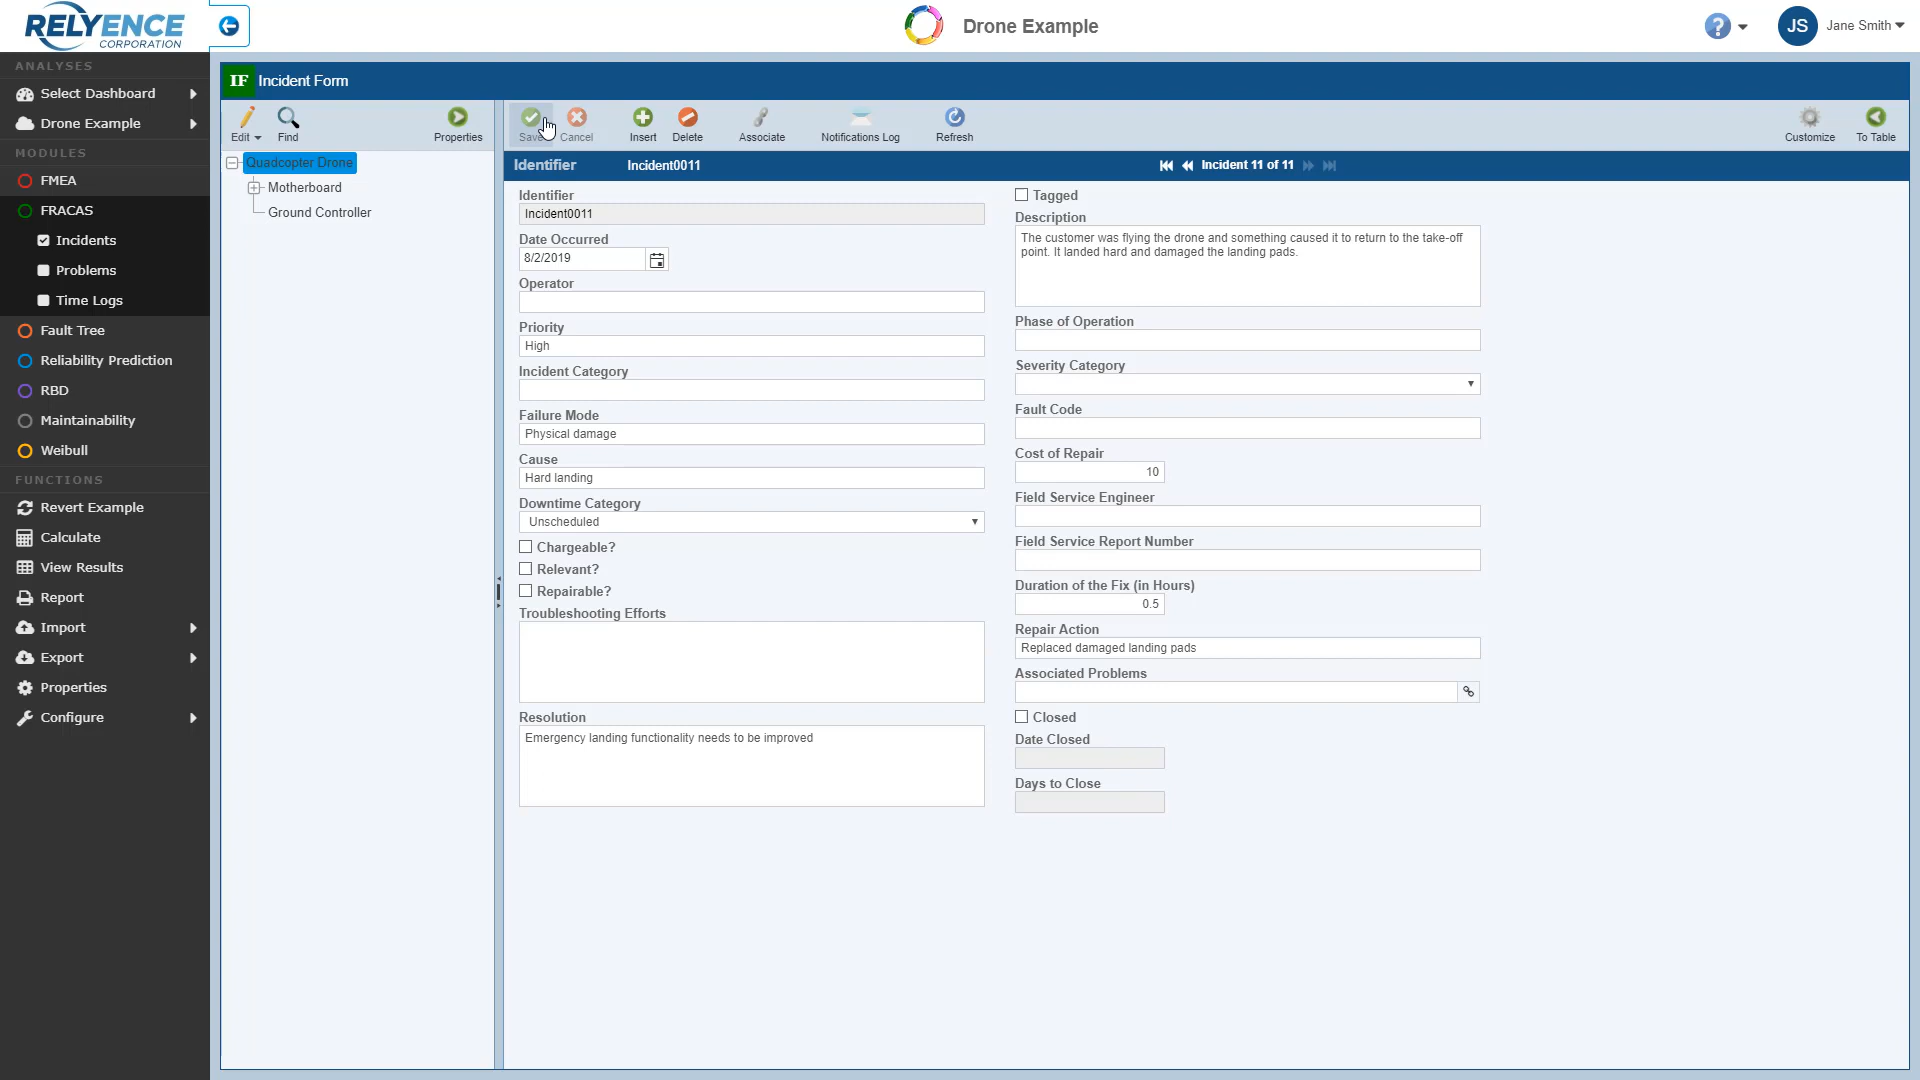 RELYENCE
CORPORATION
Drone Example
?
JS
Jane Smith
ANALYSES
Select Dashboard
Drone Example
MODULES
FMEA
FRACAS
Incidents
Problems
Time Logs
Fault Tree
Reliability Prediction
RBD
Maintainability
Weibull
FUNCTIONS
Revert Example
Calculate
View Results
Report
Import
Export
Properties
Configure
IF Incident Form
Edit
Find
Properties
Save
Cancel
Insert
Delete
Associate
Notifications Log
Refresh
Customize
To Table
Quadcopter Drone
Motherboard
Ground Controller
Identifier Incident0011
Incident 11 of 11
Identifier
Incident0011
Date Occurred
8/2/2019
Operator
Priority
High
Incident Category
Failure Mode
Physical damage
Cause
Hard landing
Downtime Category
Unscheduled
Chargeable?
Relevant?
Repairable?
Troubleshooting Efforts
Resolution
Emergency landing functionality needs to be improved
Tagged
Description
The customer was flying the drone and something caused it to return to the take-off
point. It landed hard and damaged the landing pads.
Phase of Operation
Severity Category
Fault Code
Cost of Repair
10
Field Service Engineer
Field Service Report Number
Duration of the Fix (in Hours)
0.5
Repair Action
Replaced damaged landing pads
Associated Problems
Closed
Date Closed
Days to Close